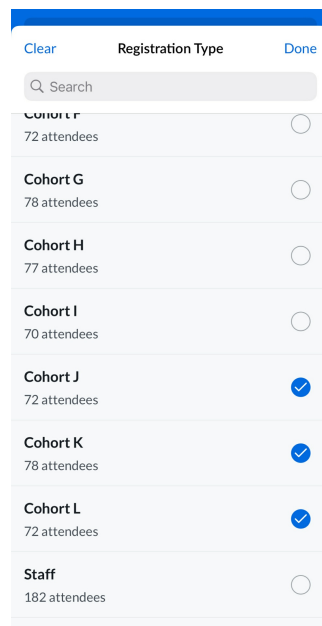 Clear Registration Type Done
Search
Cohort F
72 attendees
Cohort G
78 attendees
Cohort H
77 attendees
Cohort I
70 attendees
Cohort J
72 attendees
Cohort K
78 attendees
Cohort L
72 attendees
Staff
182 attendees